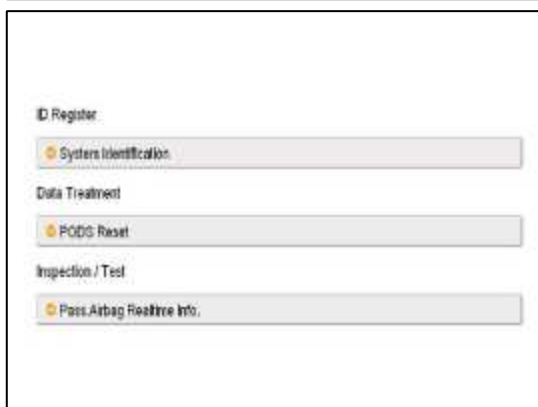 ID Register
System Identification
Data Treatment
PODS Reset
Inspection / Test
Pass.Airbag Realtime Info.